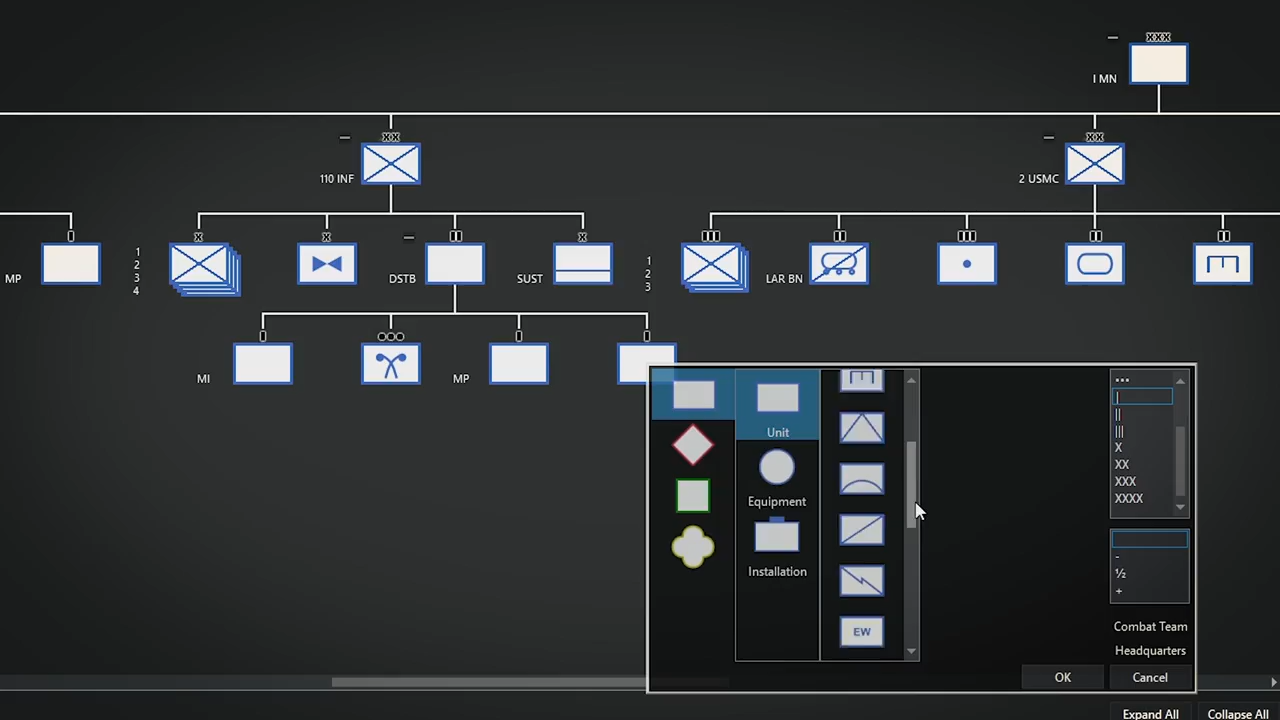 XXX
I MN
XX
110 INF
XX
2 USMC
MP
1
2
3
4
X
X
II
DSTB
X
SUST
1
2
3
III
II
LAR BN
III
II
II
MI
I
OOO
I
MP
I
...
|
||
|||
X
XX
XXX
XXXX
Unit
Equipment
Installation
EW
-
½
+
Combat Team
Headquarters
OK
Cancel
Expand All
Collapse All